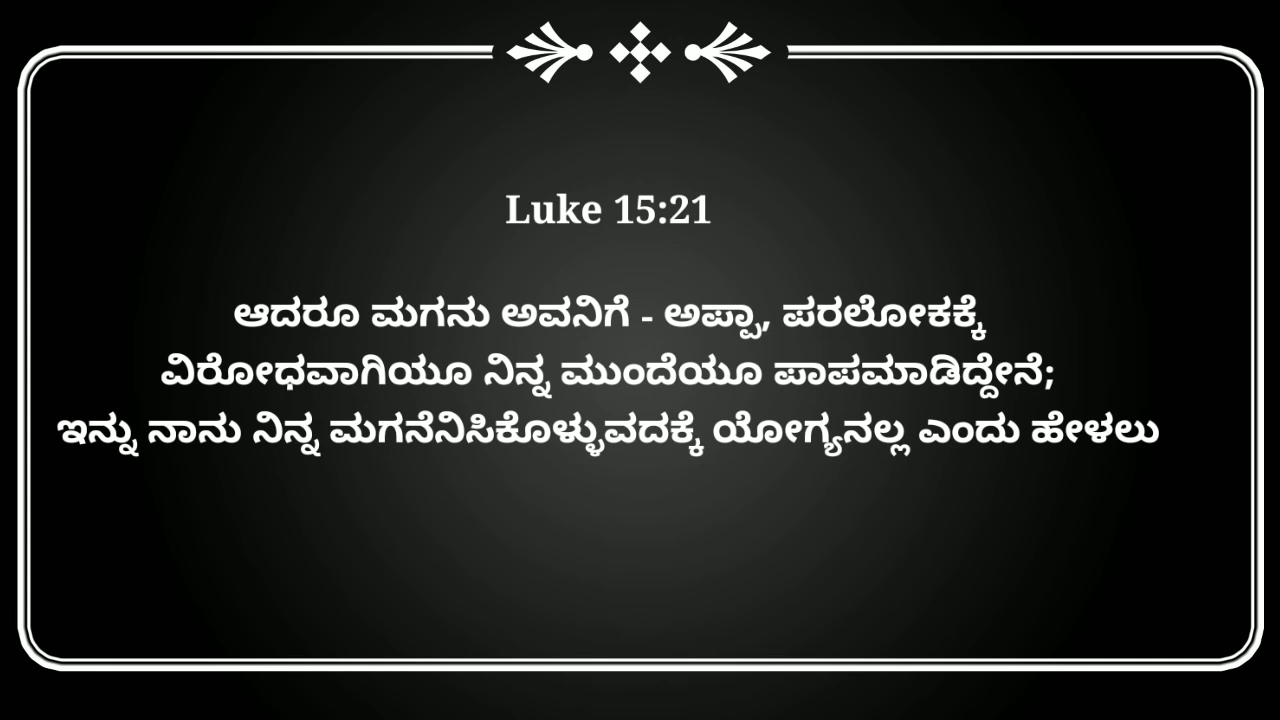 Luke 15:21
ಆದರೂ ಮಗನು ಅವನಿಗೆ - ಅಪ್ಪಾ, ಪರಲೋಕಕ್ಕೆ
ವಿರೋಧವಾಗಿಯೂ ನಿನ್ನ ಮುಂದೆಯೂ ಪಾಪಮಾಡಿದ್ದೇನೆ;
ಇನ್ನು ನಾನು ನಿನ್ನ ಮಗನೆನಿಸಿಕೊಳ್ಳುವದಕ್ಕೆ ಯೋಗ್ಯನಲ್ಲ ಎಂದು ಹೇಳಲು